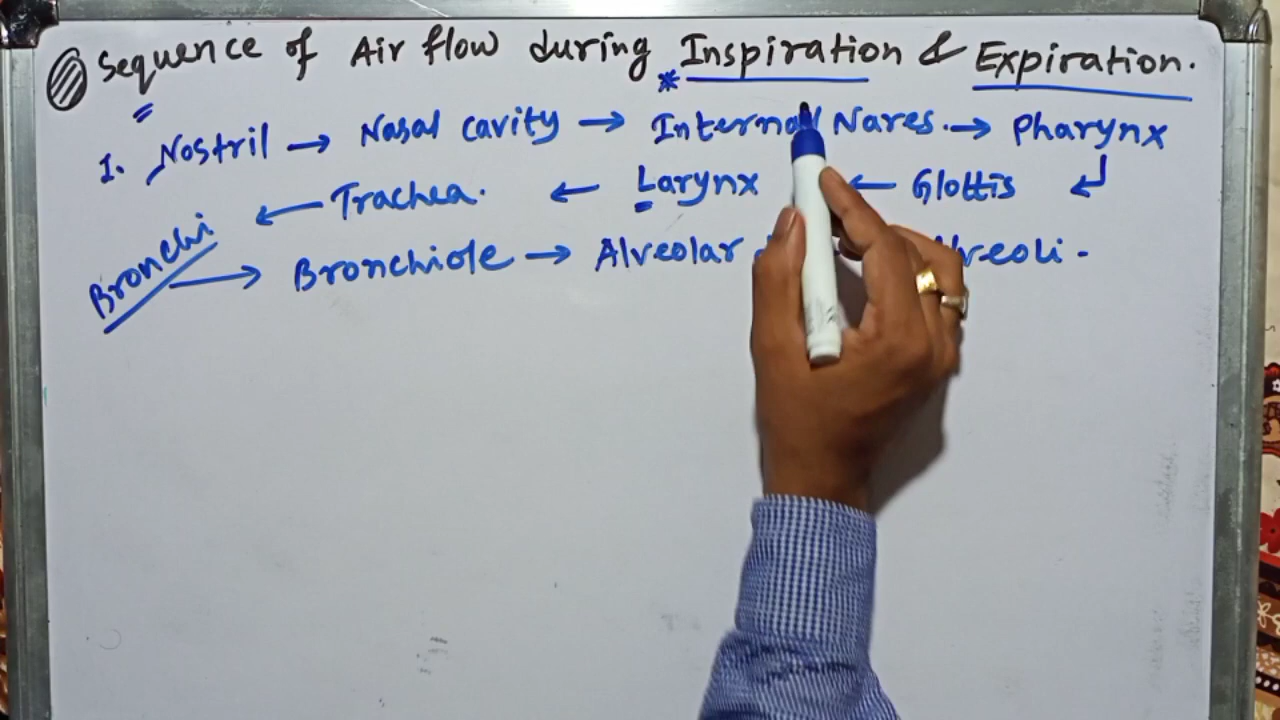 Sequence of Air flow during Inspiration & Expiration.
*
I. Nostril → Nasal cavity → Internal Nares. → Pharynx
← Trachea. ← Larynx ← Glottis ↲
Bronchi → Bronchiole → Alveolar